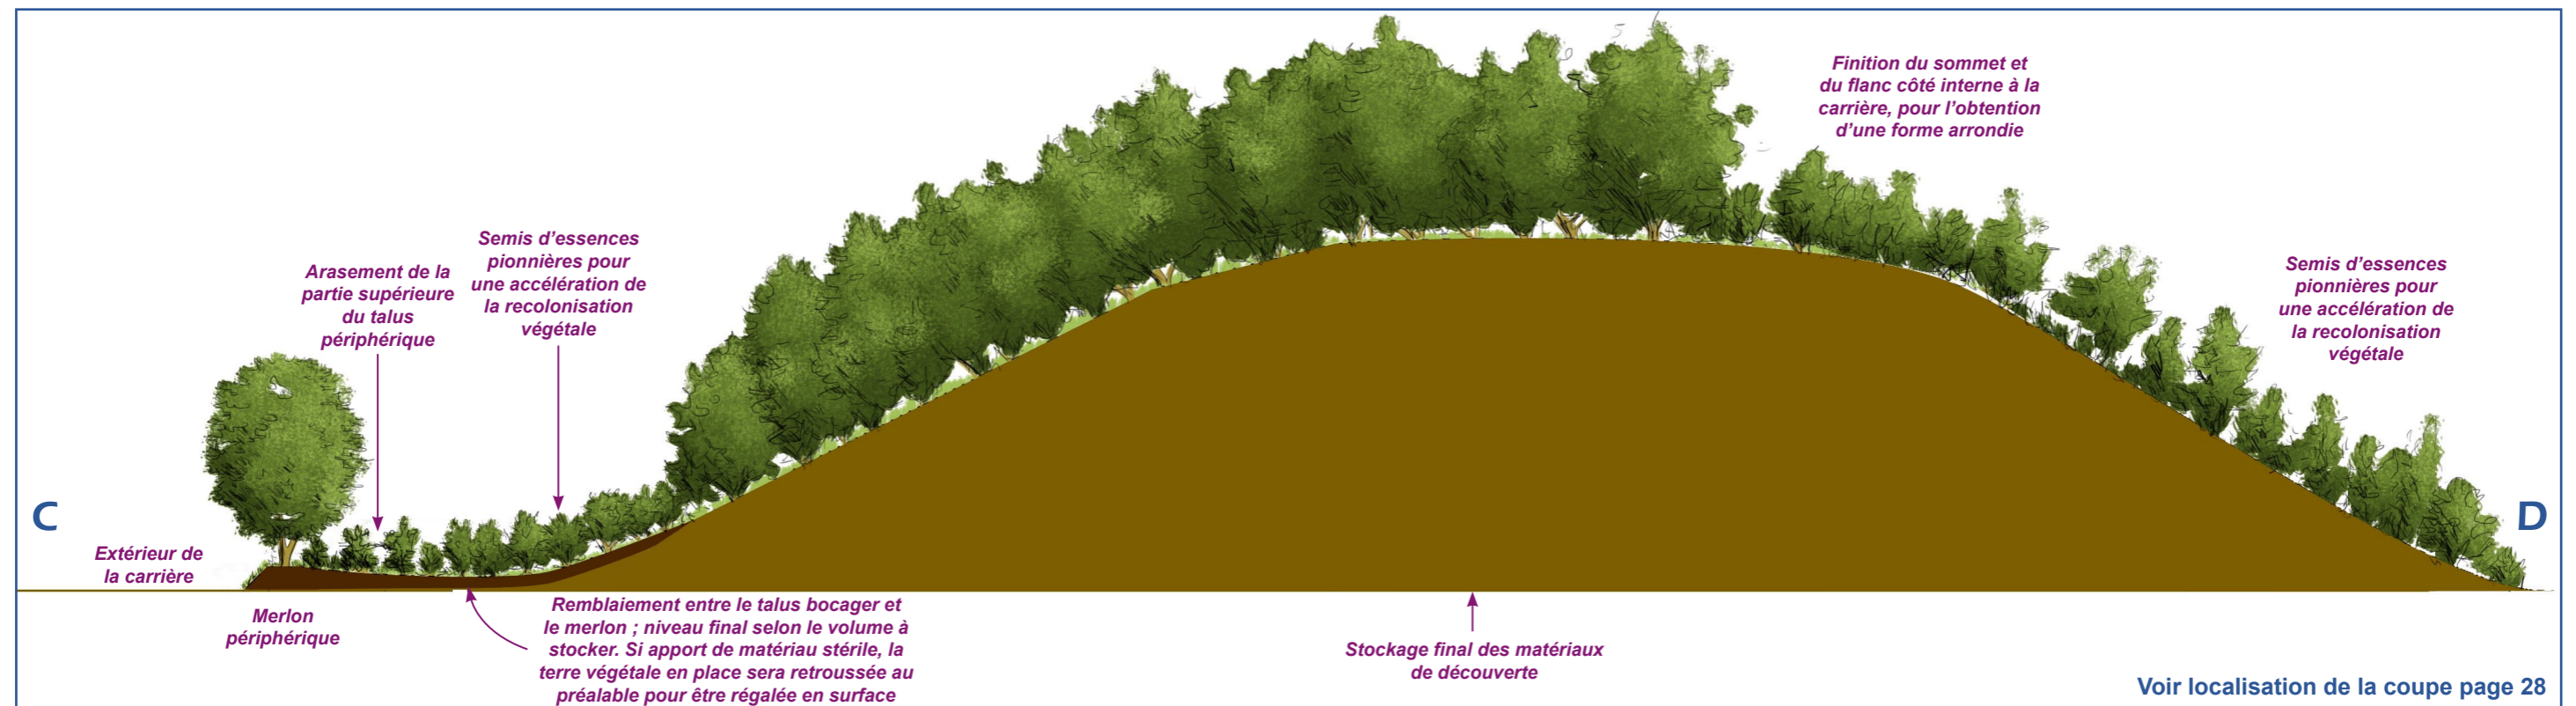 Finition du sommet et
du flanc côté interne à la
carrière, pour l'obtention
d'une forme arrondie
Semis d'essences
pionnières pour
une accélération de
la recolonisation
végétale
Arasement de la
partie supérieure
du talus
périphérique
Semis d'essences
pionnières pour
une accélération de
la recolonisation
végétale
C
D
Extérieur de
la carrière
Merlon
périphérique
Remblaiement entre le talus bocager et
le merlon ; niveau final selon le volume à
stocker. Si apport de matériau stérile, la
terre végétale en place sera retroussée au
préalable pour être régalée en surface
Stockage final des matériaux
de découverte
Voir localisation de la coupe page 28